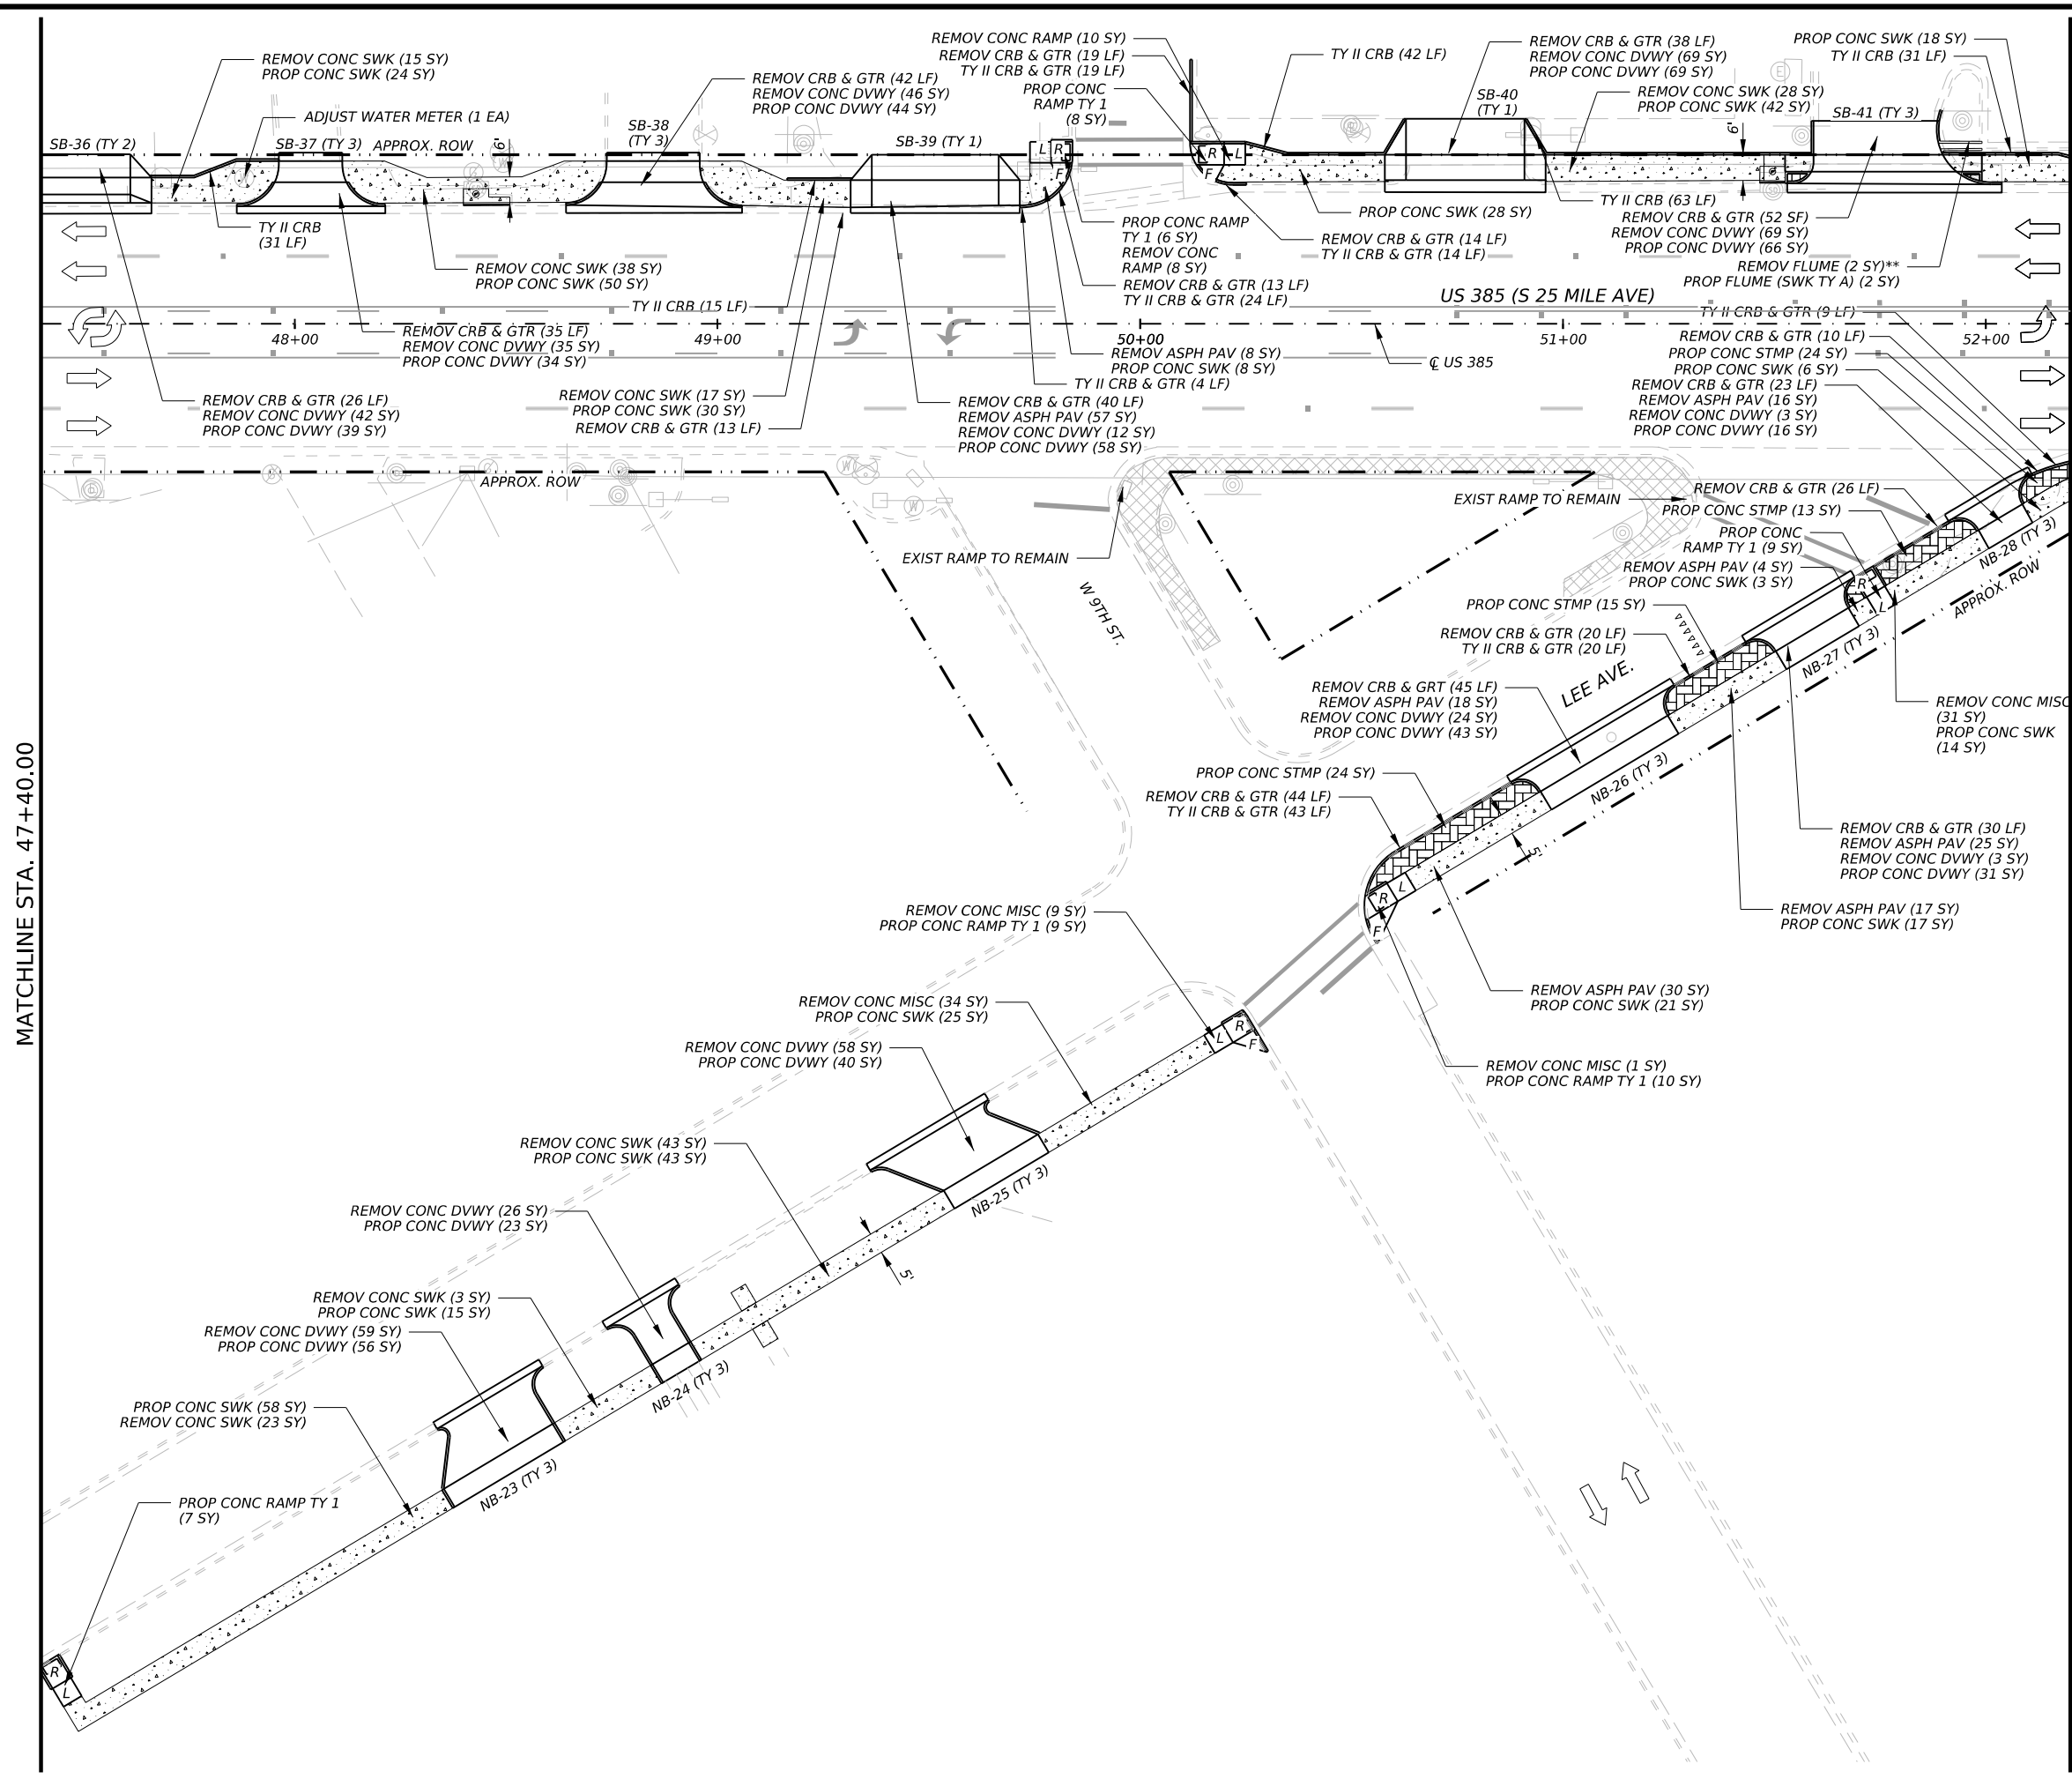 REMOV CONC SWK (15 SY)
PROP CONC SWK (24 SY)
ADJUST WATER METER (1 EA)
SB-36 (TY 2)
SB-37 (TY 3)
APPROX. ROW
6'
REMOV CRB & GTR (42 LF)
REMOV CONC DVWY (46 SY)
PROP CONC DVWY (44 SY)
SB-38
(TY 3)
SB-39 (TY 1)
REMOV CONC RAMP (10 SY)
REMOV CRB & GTR (19 LF)
TY II CRB & GTR (19 LF)
PROP CONC
RAMP TY 1
(8 SY)
TY II CRB (42 LF)
REMOV CRB & GTR (38 LF)
REMOV CONC DVWY (69 SY)
PROP CONC DVWY (69 SY)
SB-40
(TY 1)
REMOV CONC SWK (28 SY)
PROP CONC SWK (42 SY)
6'
PROP CONC SWK (18 SY)
TY II CRB (31 LF)
E
SB-41 (TY 3)
L R
F
R L
F
TY II CRB
(31 LF)
REMOV CONC SWK (38 SY)
PROP CONC SWK (50 SY)
TY II CRB (15 LF)
PROP CONC RAMP
TY 1 (6 SY)
REMOV CONC
RAMP (8 SY)
REMOV CRB & GTR (13 LF)
TY II CRB & GTR (24 LF)
PROP CONC SWK (28 SY)
REMOV CRB & GTR (14 LF)
TY II CRB & GTR (14 LF)
TY II CRB (63 LF)
REMOV CRB & GTR (52 SF)
REMOV CONC DVWY (69 SY)
PROP CONC DVWY (66 SY)
REMOV FLUME (2 SY)**
PROP FLUME (SWK TY A) (2 SY)
US 385 (S 25 MILE AVE)
48+00
49+00
50+00
51+00
52+00
℄ US 385
REMOV CRB & GTR (35 LF)
REMOV CONC DVWY (35 SY)
PROP CONC DVWY (34 SY)
REMOV CRB & GTR (26 LF)
REMOV CONC DVWY (42 SY)
PROP CONC DVWY (39 SY)
REMOV CONC SWK (17 SY)
PROP CONC SWK (30 SY)
REMOV CRB & GTR (13 LF)
REMOV ASPH PAV (8 SY)
PROP CONC SWK (8 SY)
TY II CRB & GTR (4 LF)
REMOV CRB & GTR (40 LF)
REMOV ASPH PAV (57 SY)
REMOV CONC DVWY (12 SY)
PROP CONC DVWY (58 SY)
TY II CRB & GTR (9 LF)
REMOV CRB & GTR (10 LF)
PROP CONC STMP (24 SY)
PROP CONC SWK (6 SY)
REMOV CRB & GTR (23 LF)
REMOV ASPH PAV (16 SY)
REMOV CONC DVWY (3 SY)
PROP CONC DVWY (16 SY)
APPROX. ROW
W
W
W
EXIST RAMP TO REMAIN
EXIST RAMP TO REMAIN
W 9TH ST.
REMOV CRB & GTR (26 LF)
PROP CONC STMP (13 SY)
PROP CONC
RAMP TY 1 (9 SY)
REMOV ASPH PAV (4 SY)
PROP CONC SWK (3 SY)
PROP CONC STMP (15 SY)
REMOV CRB & GTR (20 LF)
TY II CRB & GTR (20 LF)
NB-28 (TY 3)
APPROX. ROW
R
L
NB-27 (TY 3)
LEE AVE.
REMOV CRB & GRT (45 LF)
REMOV ASPH PAV (18 SY)
REMOV CONC DVWY (24 SY)
PROP CONC DVWY (43 SY)
REMOV CONC MISC
(31 SY)
PROP CONC SWK
(14 SY)
NB-26 (TY 3)
PROP CONC STMP (24 SY)
REMOV CRB & GTR (44 LF)
TY II CRB & GTR (43 LF)
5'
REMOV CRB & GTR (30 LF)
REMOV ASPH PAV (25 SY)
REMOV CONC DVWY (3 SY)
PROP CONC DVWY (31 SY)
REMOV ASPH PAV (17 SY)
PROP CONC SWK (17 SY)
R L
F
REMOV CONC MISC (9 SY)
PROP CONC RAMP TY 1 (9 SY)
REMOV ASPH PAV (30 SY)
PROP CONC SWK (21 SY)
REMOV CONC MISC (34 SY)
PROP CONC SWK (25 SY)
L R
F
REMOV CONC MISC (1 SY)
PROP CONC RAMP TY 1 (10 SY)
REMOV CONC DVWY (58 SY)
PROP CONC DVWY (40 SY)
NB-25 (TY 3)
REMOV CONC SWK (43 SY)
PROP CONC SWK (43 SY)
5'
REMOV CONC DVWY (26 SY)
PROP CONC DVWY (23 SY)
NB-24 (TY 3)
REMOV CONC SWK (3 SY)
PROP CONC SWK (15 SY)
REMOV CONC DVWY (59 SY)
PROP CONC DVWY (56 SY)
NB-23 (TY 3)
PROP CONC SWK (58 SY)
REMOV CONC SWK (23 SY)
PROP CONC RAMP TY 1
(7 SY)
R
L
MATCHLINE STA. 47+40.00